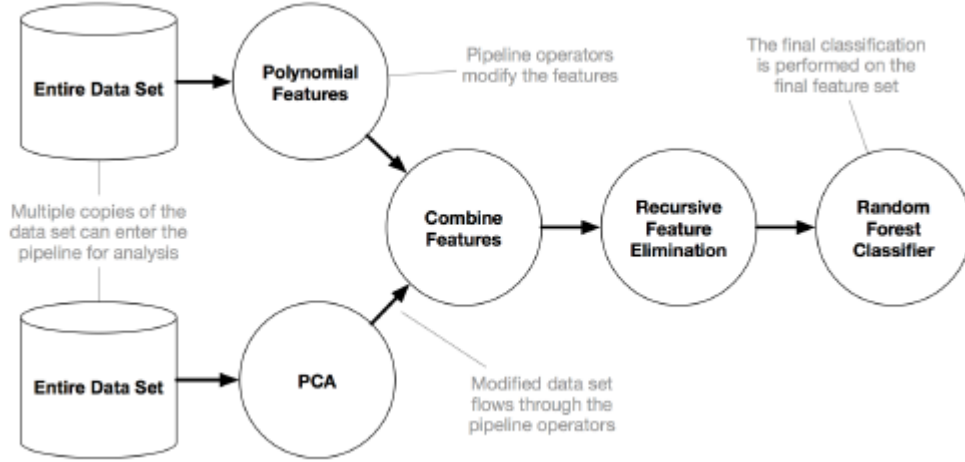 Entire Data Set
Polynomial
Features
Pipeline operators
modify the features
The final classification
is performed on the
final feature set
Multiple copies of the
data set can enter the
pipeline for analysis
Combine
Features
Recursive
Feature
Elimination
Random
Forest
Classifier
Entire Data Set
PCA
Modified data set
flows through the
pipeline operators